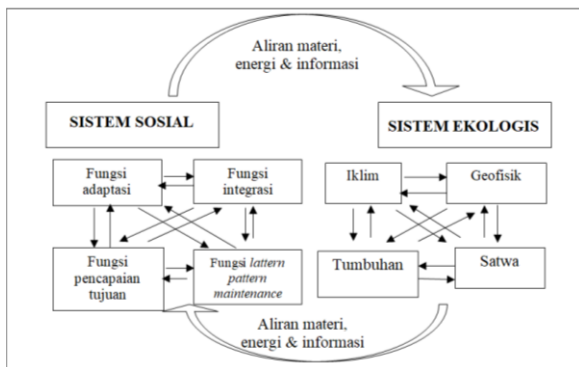 Aliran materi,
energi & informasi
SISTEM SOSIAL
SISTEM EKOLOGIS
Fungsi
adaptasi
Fungsi
integrasi
Iklim
Geofisik
Fungsi
pencapaian
tujuan
Fungsi lattern
pattern
maintenance
Tumbuhan
Satwa
Aliran materi,
energi & informasi